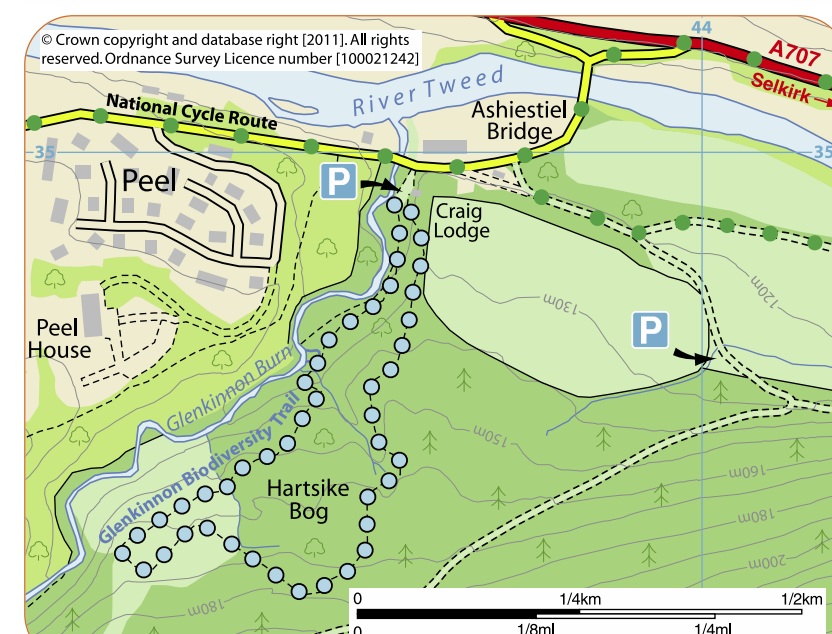 © Crown copyright and database right [2011]. All rights
reserved. Ordnance Survey Licence number [100021242]
44
A707
Selkirk
River Tweed
National Cycle Route
Ashiestiel
Bridge
35
35
Peel
P
Craig
Lodge
120m
130m
P
Peel
House
Glenkinnon Burn
Glenkinnon Biodiversity Trail
150m
160m
Hartsike
Bog
180m
200m
180m
0
1/4km
1/2km
0
1/8ml
1/4ml